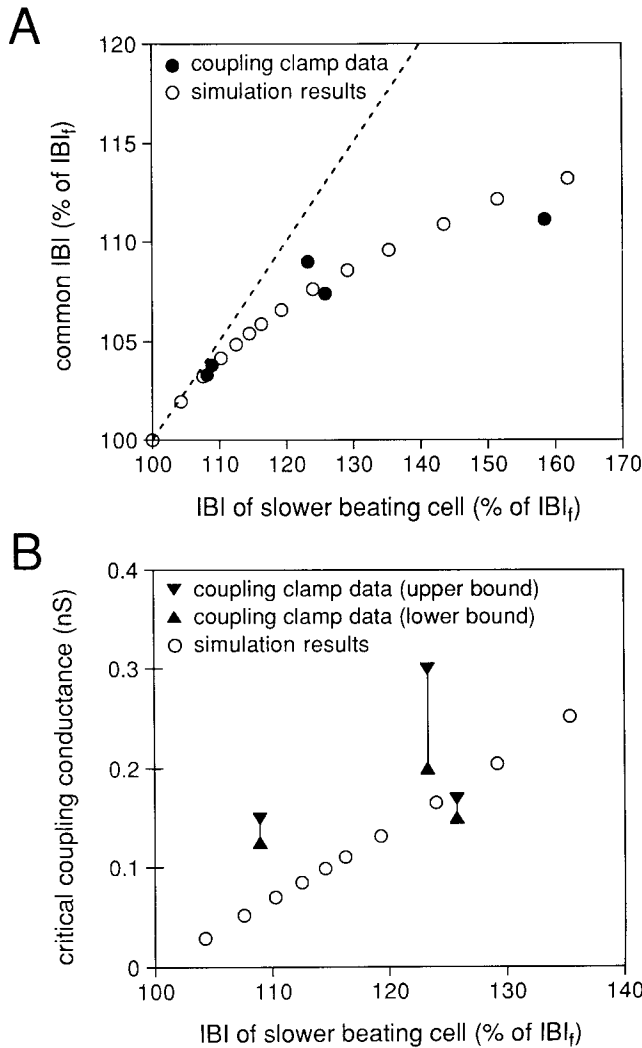 A
120
115
110
105
100
common IBI (% of IBIf)
● coupling clamp data
○ simulation results
100 110 120 130 140 150 160 170
IBI of slower beating cell (% of IBIf)
B
0.4
0.3
0.2
0.1
0
critical coupling conductance (nS)
▼ coupling clamp data (upper bound)
▲ coupling clamp data (lower bound)
○ simulation results
100 110 120 130 140
IBI of slower beating cell (% of IBIf)